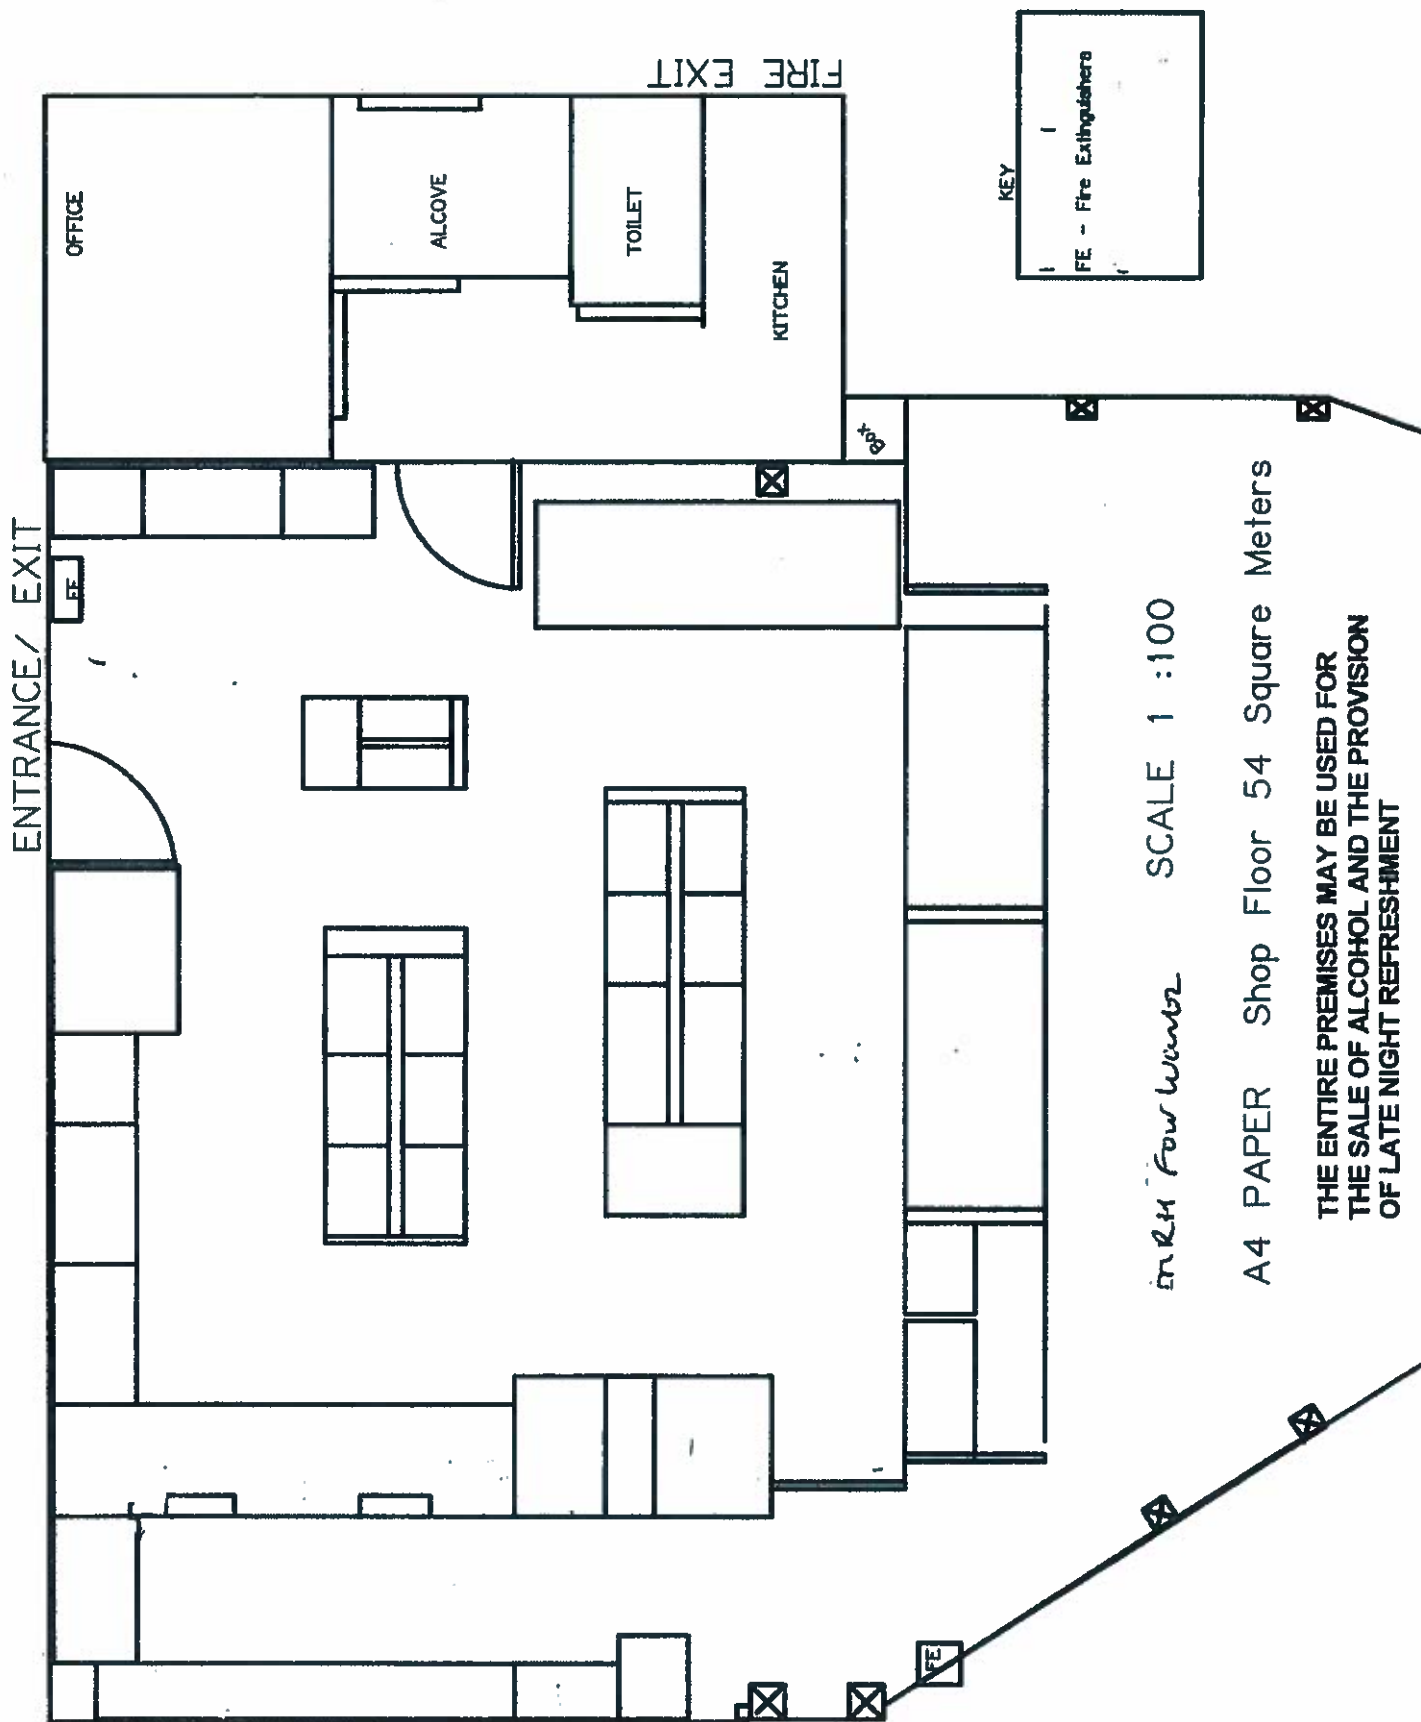 FIRE EXIT
ENTRANCE/ EXIT
OFFICE
ALCOVE
TOILET
KITCHEN
Box
FE
FE
KEY
FE - Fire Extinguishers
SCALE 1 :100
A4 PAPER Shop Floor 54 Square Meters
THE ENTIRE PREMISES MAY BE USED FOR
THE SALE OF ALCOHOL AND THE PROVISION
OF LATE NIGHT REFRESHMENT